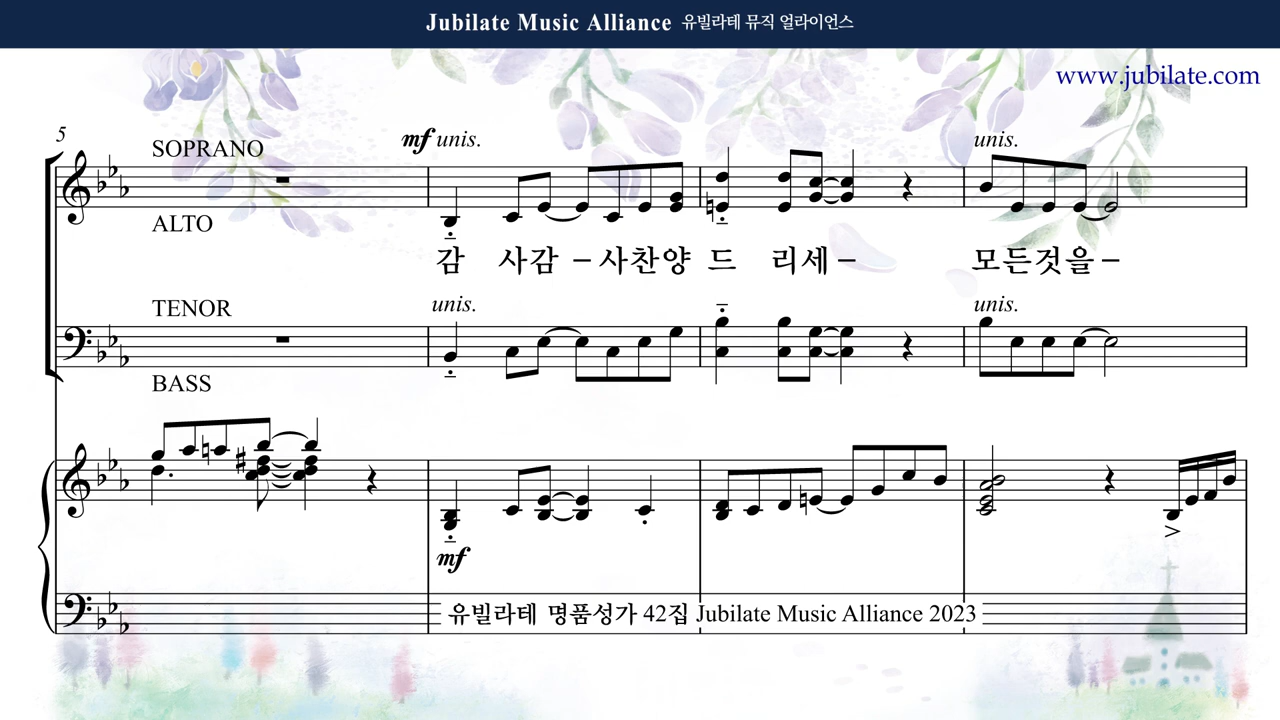 Jubilate Music Alliance 유빌라테 뮤직 얼라이언스
www.jubilate.com
5
SOPRANO
mf unis.
unis.
ALTO
감 사감 – 사찬양 드 리세 – 모든것을 –
TENOR
unis.
unis.
BASS
mf
유빌라테 명품성가 42집 Jubilate Music Alliance 2023